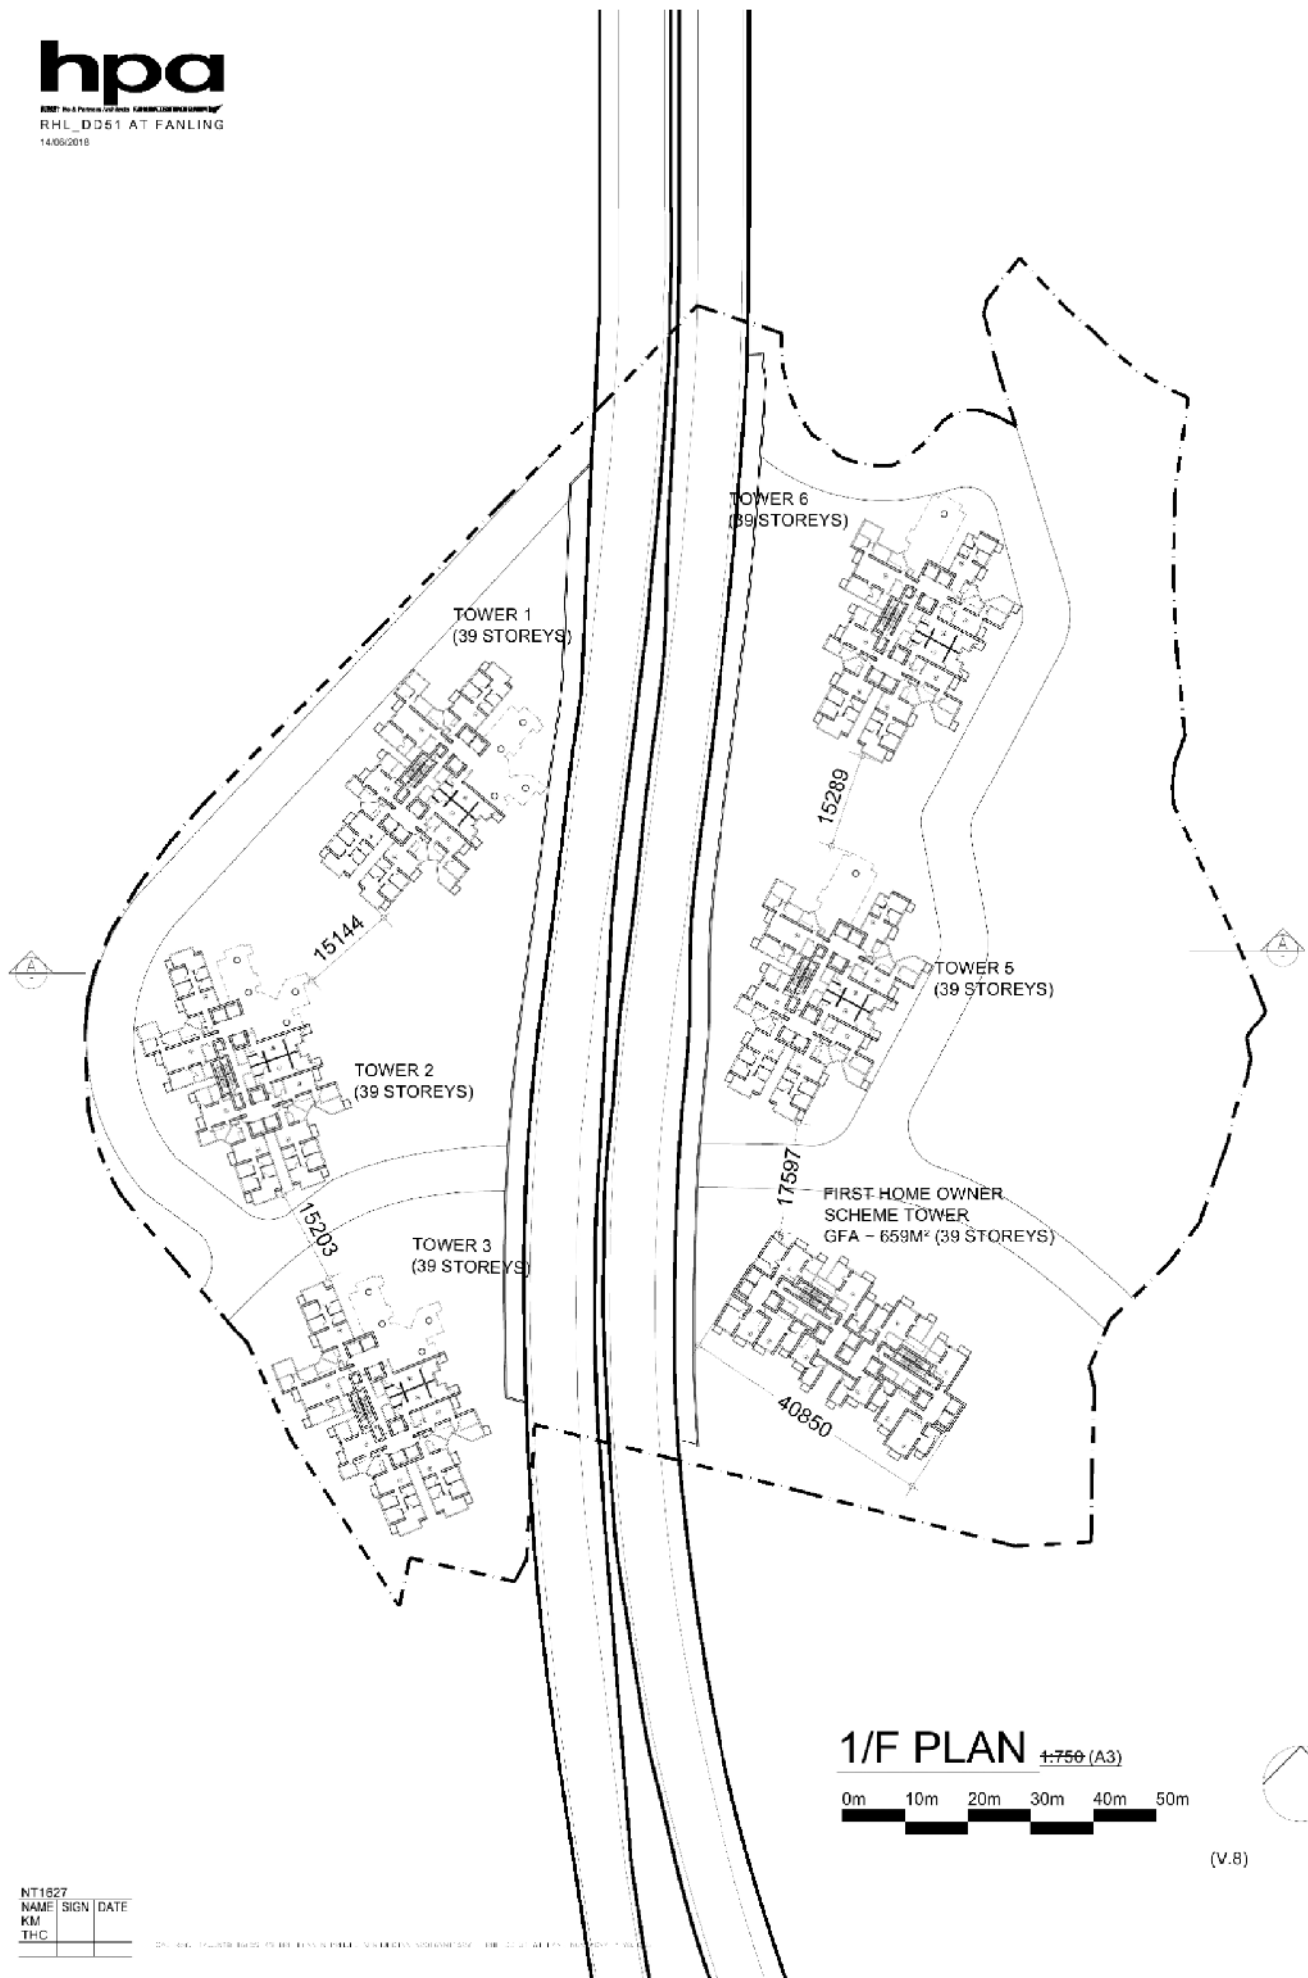 hpa
RHL_DD51 AT FANLING
14/06/2018
TOWER 6
(39 STOREYS)
TOWER 1
(39 STOREYS)
15289
15144
A
A
TOWER 5
(39 STOREYS)
TOWER 2
(39 STOREYS)
17597
FIRST HOME OWNER
SCHEME TOWER
GFA - 659M² (39 STOREYS)
15203
TOWER 3
(39 STOREYS)
40850
1/F PLAN 1:750 (A3)
0m 10m 20m 30m 40m 50m
(V.8)
NT1627
NAME SIGN DATE
KM
THC